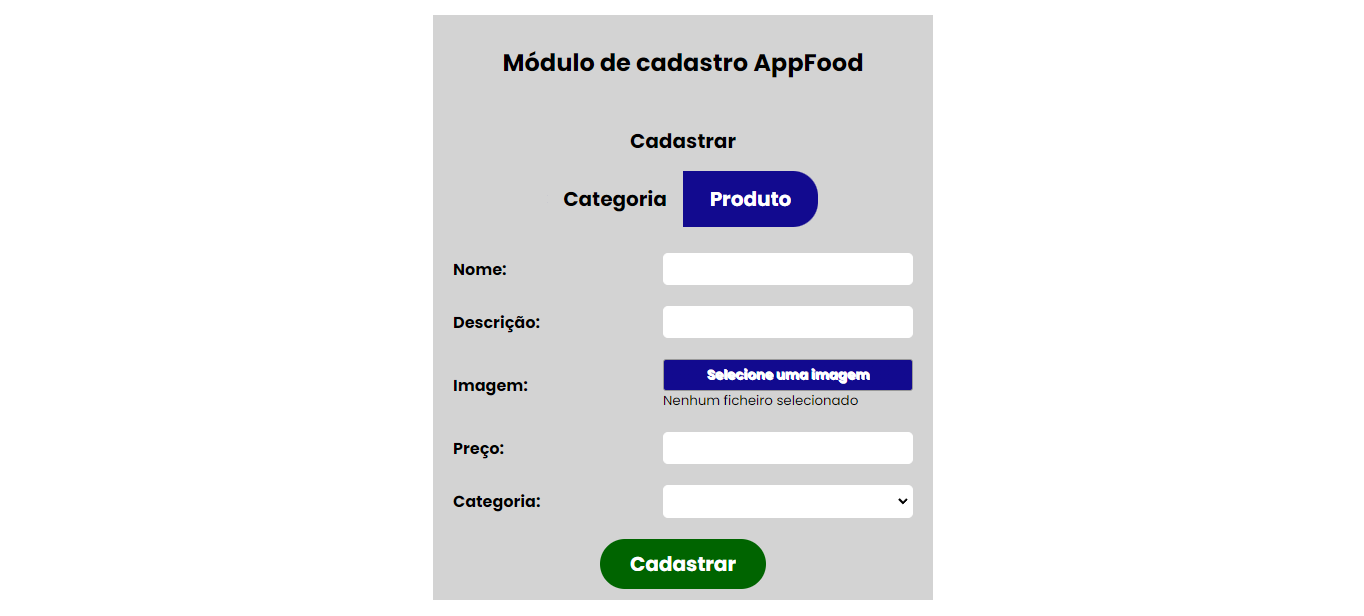 Módulo de cadastro AppFood
Cadastrar
Categoria Produto
Nome:
Descrição:
Imagem: Selecione uma imagem
Nenhum ficheiro selecionado
Preço:
Categoria:
Cadastrar